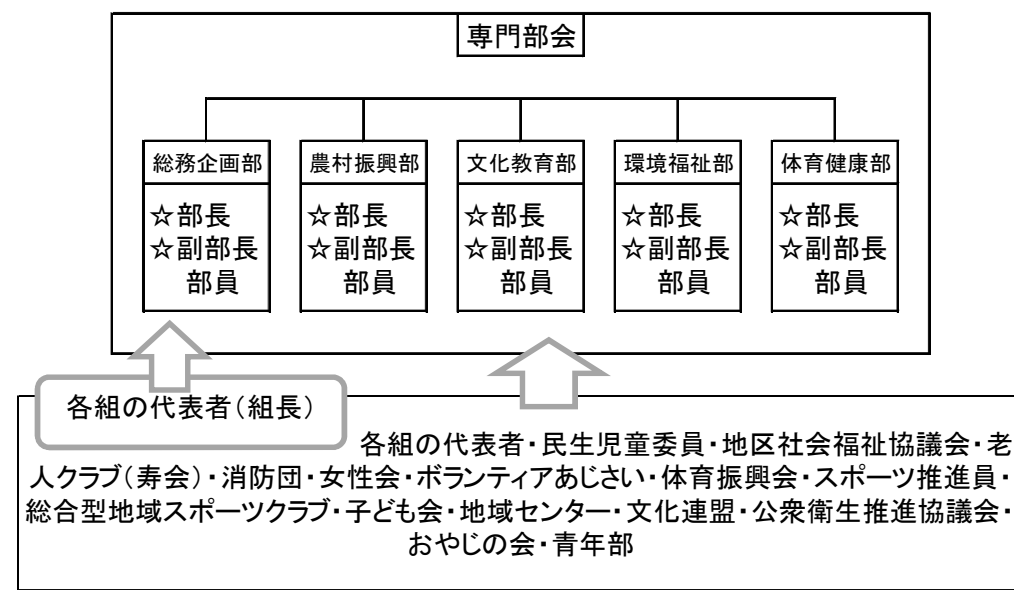 専門部会
総務企画部
☆部長
☆副部長
部員
農村振興部
☆部長
☆副部長
部員
文化教育部
☆部長
☆副部長
部員
環境福祉部
☆部長
☆副部長
部員
体育健康部
☆部長
☆副部長
部員
各組の代表者（組長）
各組の代表者・民生児童委員・地区社会福祉協議会・老
人クラブ（寿会）・消防団・女性会・ボランティアあじさい・体育振興会・スポーツ推進員・
総合型地域スポーツクラブ・子ども会・地域センター・文化連盟・公衆衛生推進協議会・
おやじの会・青年部